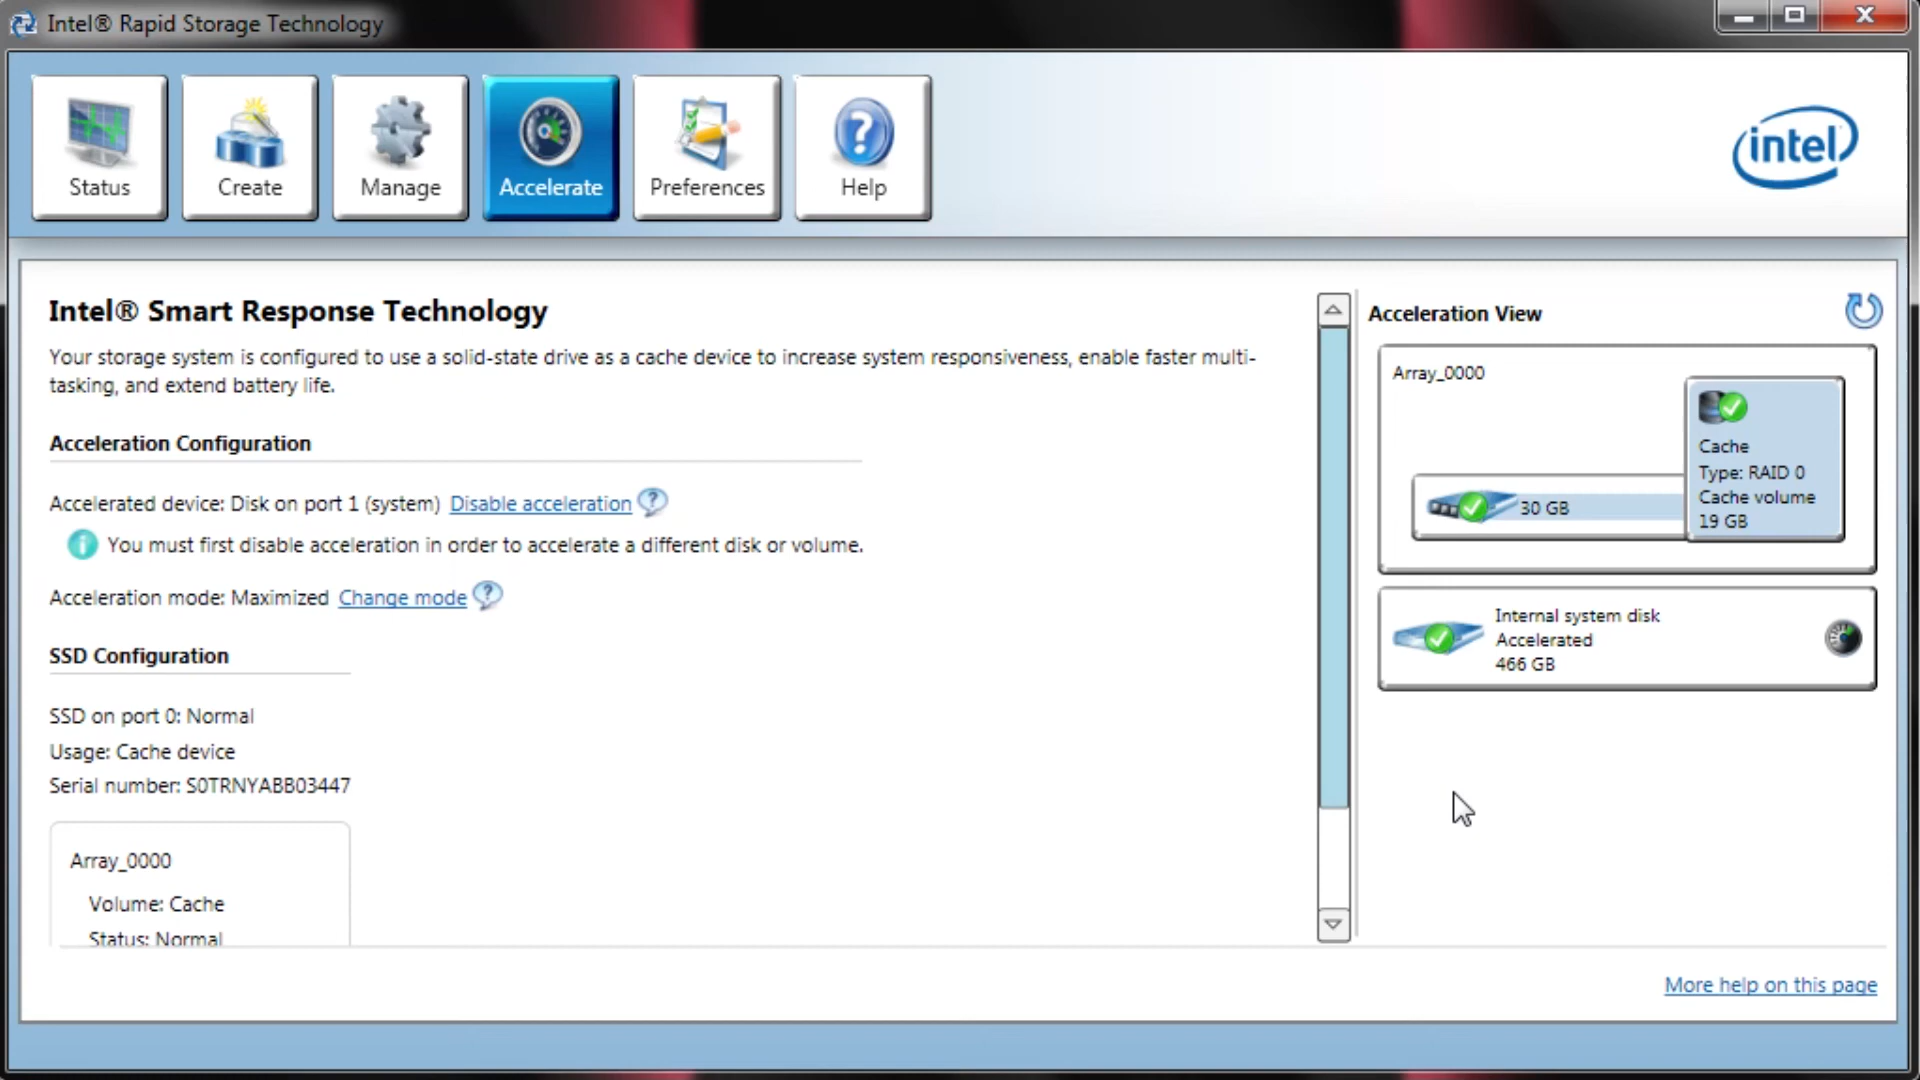 Intel® Rapid Storage Technology
Status
Create
Manage
Accelerate
Preferences
Help
intel
Intel® Smart Response Technology
Your storage system is configured to use a solid-state drive as a cache device to increase system responsiveness, enable faster multi-
tasking, and extend battery life.
Acceleration Configuration
Accelerated device: Disk on port 1 (system) Disable acceleration ?
You must first disable acceleration in order to accelerate a different disk or volume.
Acceleration mode: Maximized Change mode ?
SSD Configuration
SSD on port 0: Normal
Usage: Cache device
Serial number: S0TRNYABB03447
Array_0000
Volume: Cache
Status: Normal
Acceleration View
Array_0000
30 GB
Cache
Type: RAID 0
Cache volume
19 GB
Internal system disk
Accelerated
466 GB
More help on this page